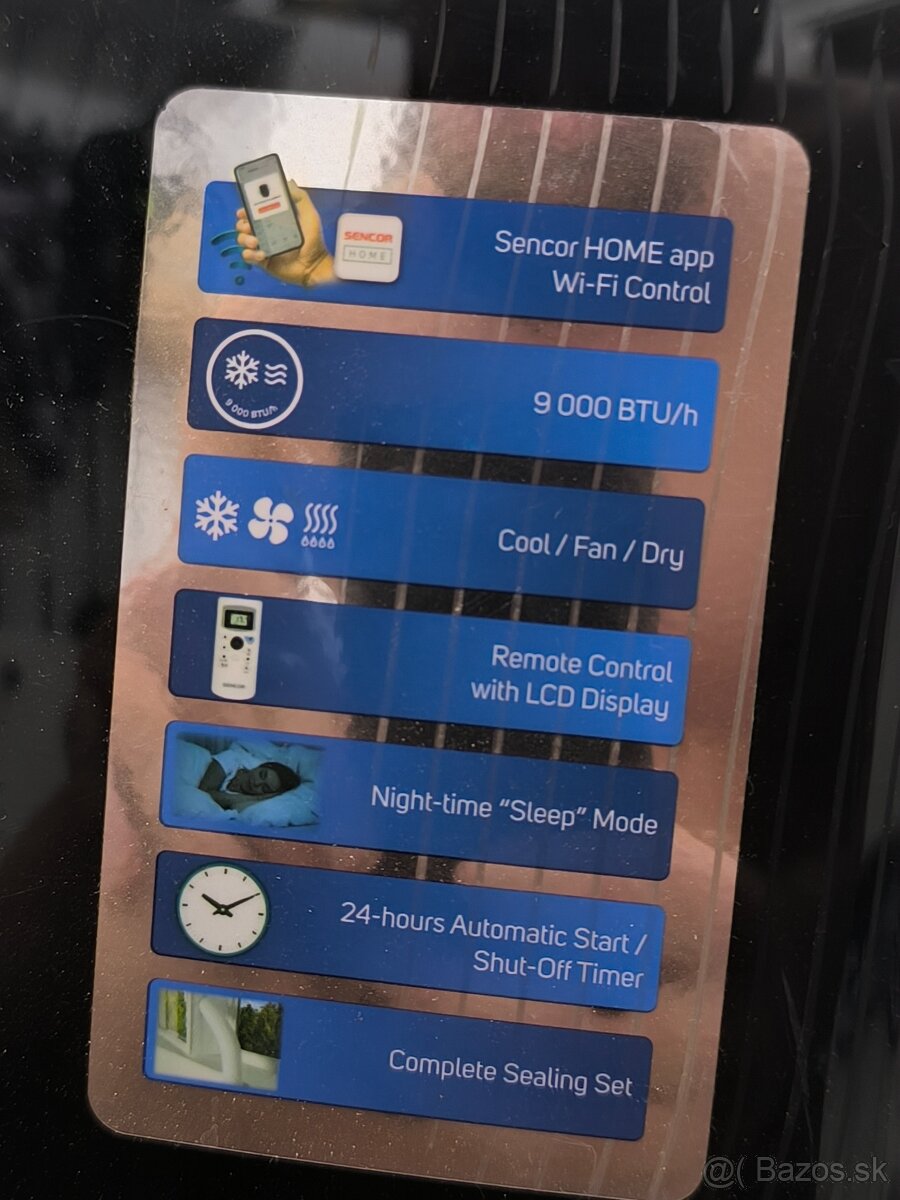 SENCOR
HOME
Sencor HOME app
Wi-Fi Control
9 000 BTU/h
9 000 BTU/h
Cool / Fan / Dry
SENCOR
Remote Control
with LCD Display
Night-time “Sleep” Mode
24-hours Automatic Start /
Shut-Off Timer
Complete Sealing Set
@( Bazos.sk